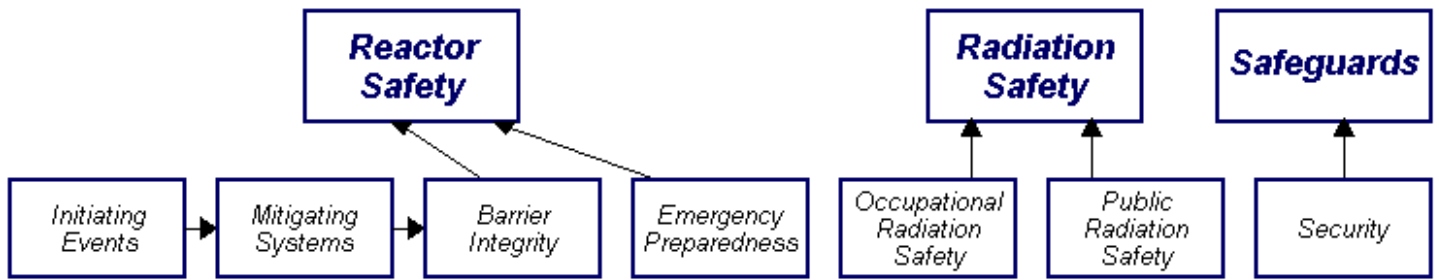 Reactor
Safety
Radiation
Safety
Safeguards
Initiating
Events
Mitigating
Systems
Barrier
Integrity
Emergency
Preparedness
Occupational
Radiation
Safety
Public
Radiation
Safety
Security